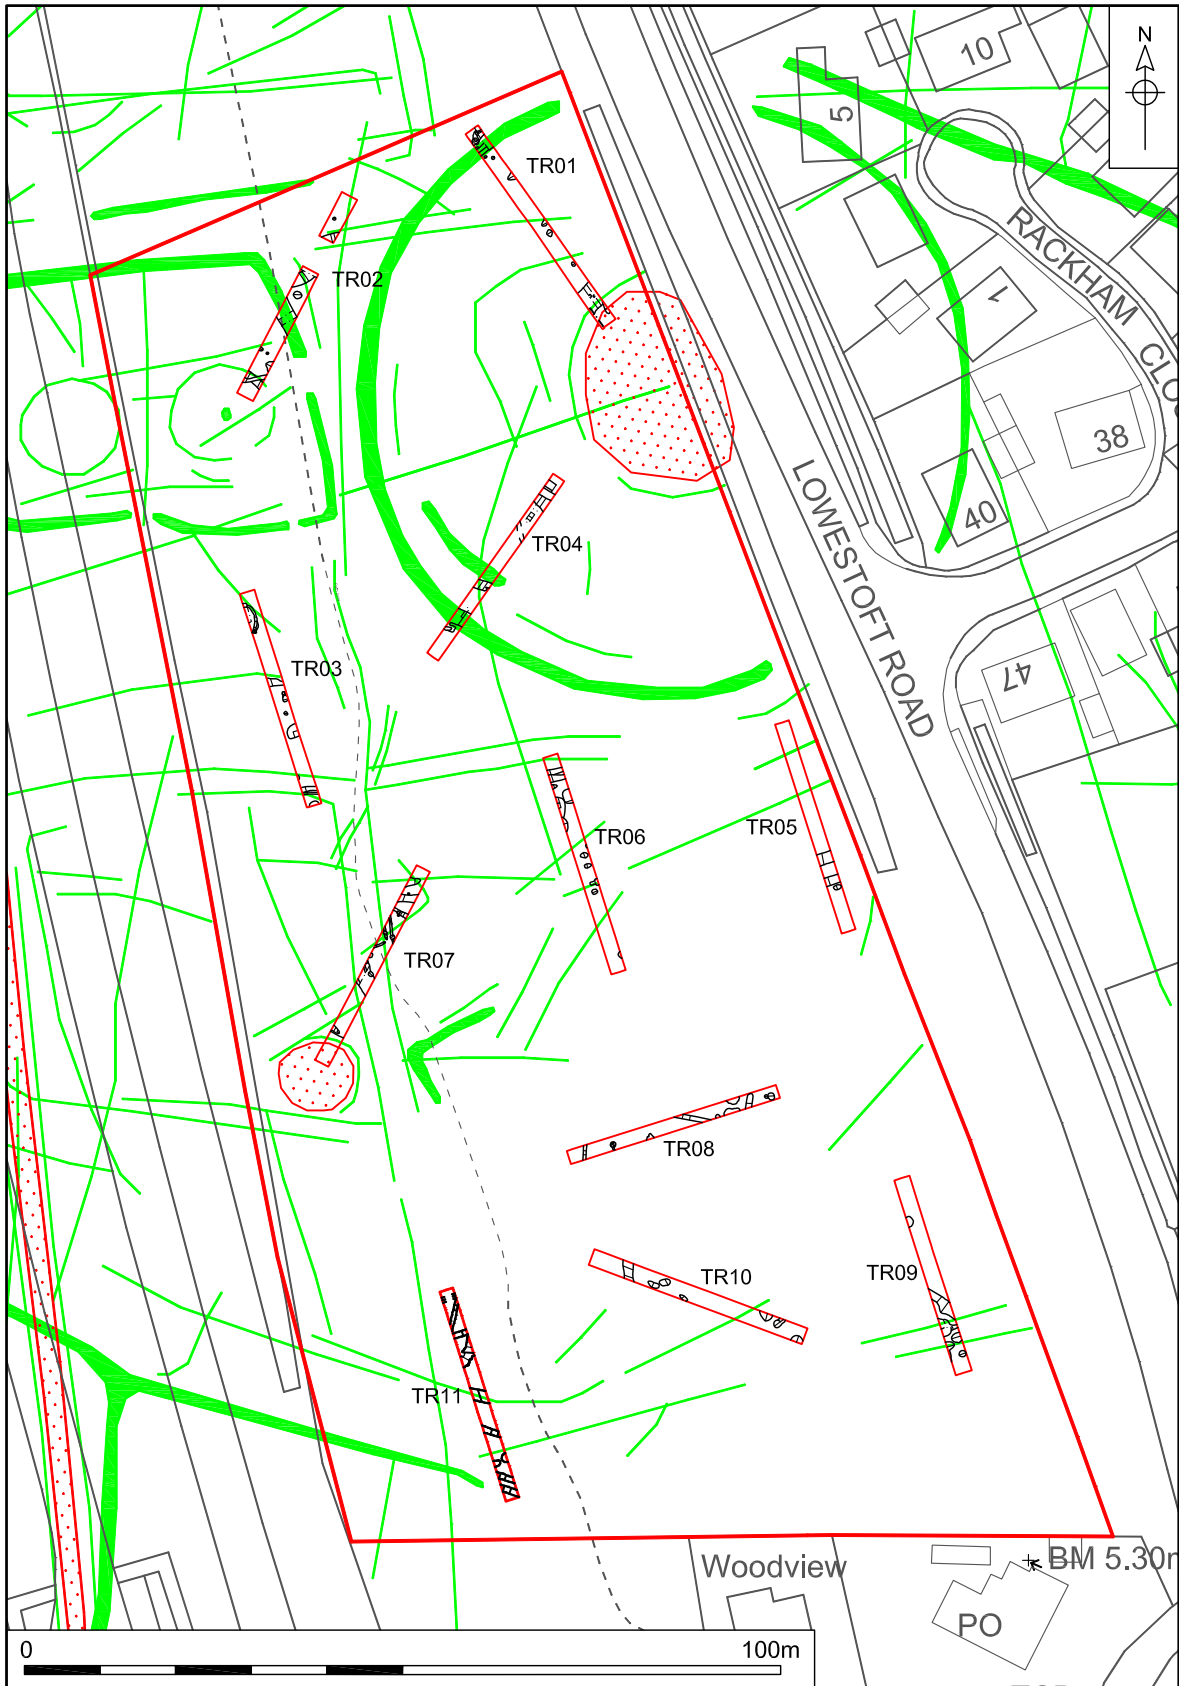 N
10
5
TR01
RACKHAM CLO
TR02
1
38
LOWESTOFT ROAD
40
TR04
TR03
47
TR05
TR06
TR07
TR08
TR09
TR10
TR11
Woodview
BM 5.30m
PO
0
100m